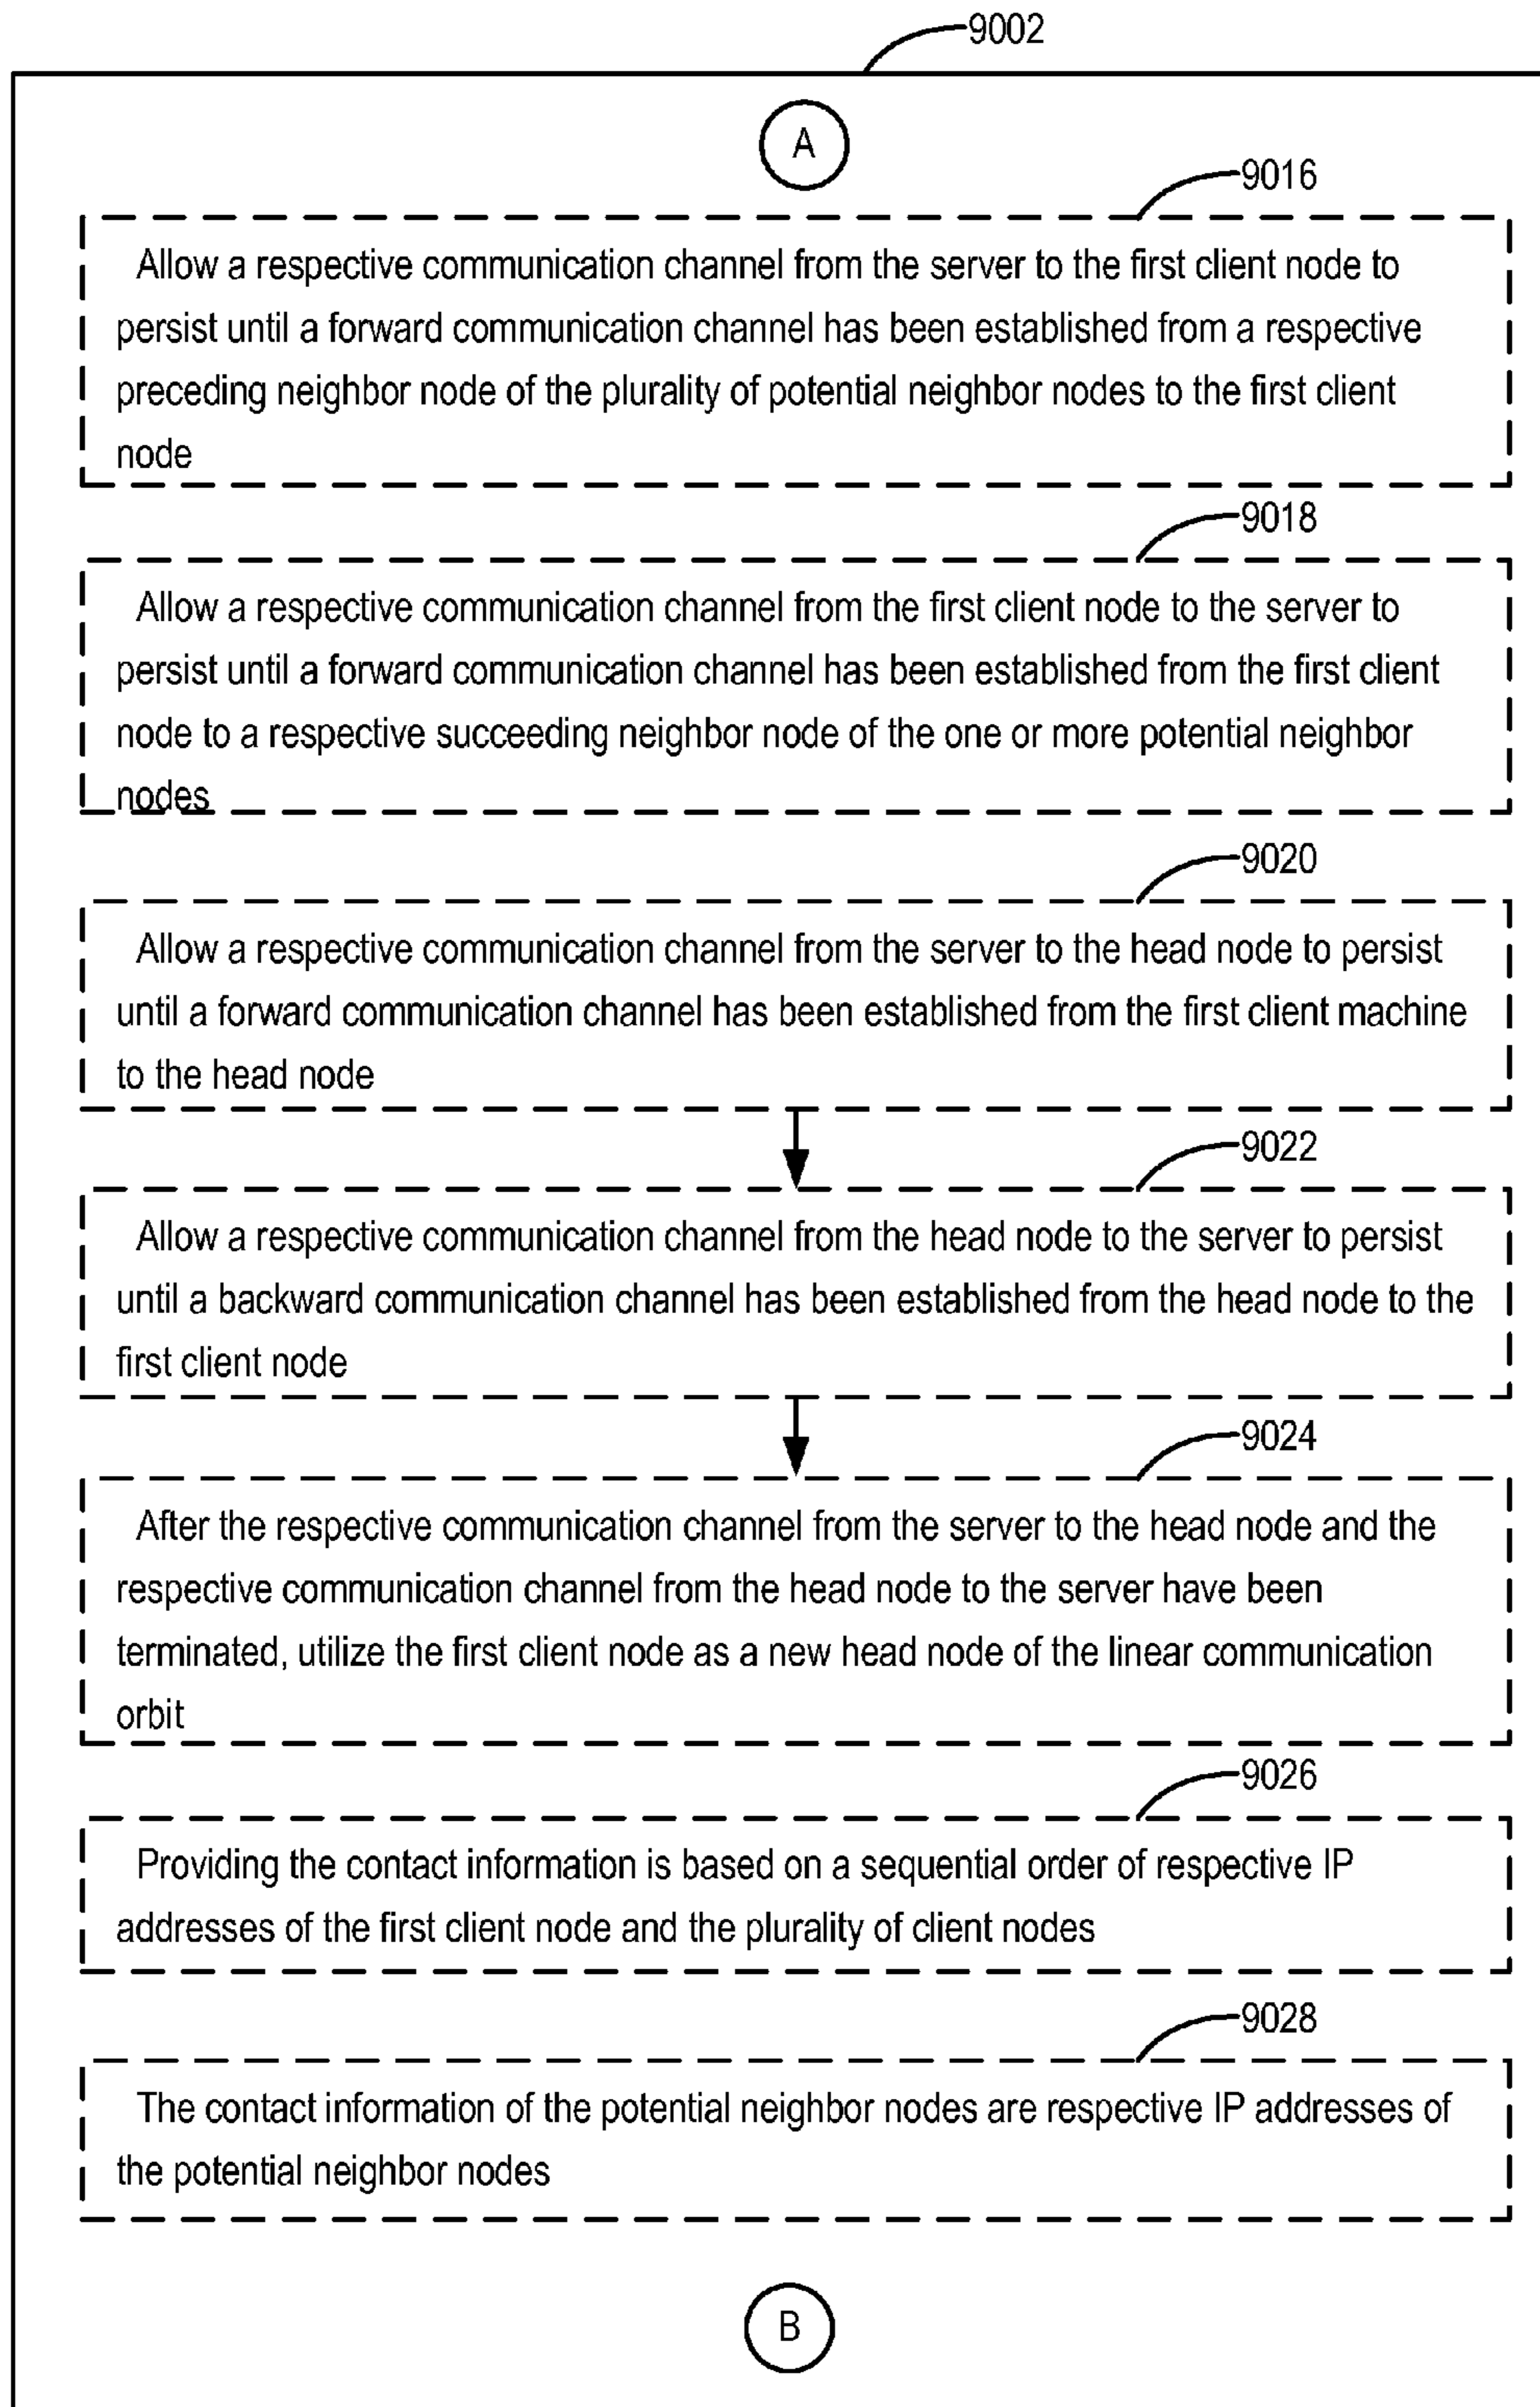 9002
A
9016
Allow a respective communication channel from the server to the first client node to
persist until a forward communication channel has been established from a respective
preceding neighbor node of the plurality of potential neighbor nodes to the first client
node
9018
Allow a respective communication channel from the first client node to the server to
persist until a forward communication channel has been established from the first client
node to a respective succeeding neighbor node of the one or more potential neighbor
nodes
9020
Allow a respective communication channel from the server to the head node to persist
until a forward communication channel has been established from the first client machine
to the head node
9022
Allow a respective communication channel from the head node to the server to persist
until a backward communication channel has been established from the head node to the
first client node
9024
After the respective communication channel from the server to the head node and the
respective communication channel from the head node to the server have been
terminated, utilize the first client node as a new head node of the linear communication
orbit
9026
Providing the contact information is based on a sequential order of respective IP
addresses of the first client node and the plurality of client nodes
9028
The contact information of the potential neighbor nodes are respective IP addresses of
the potential neighbor nodes
B